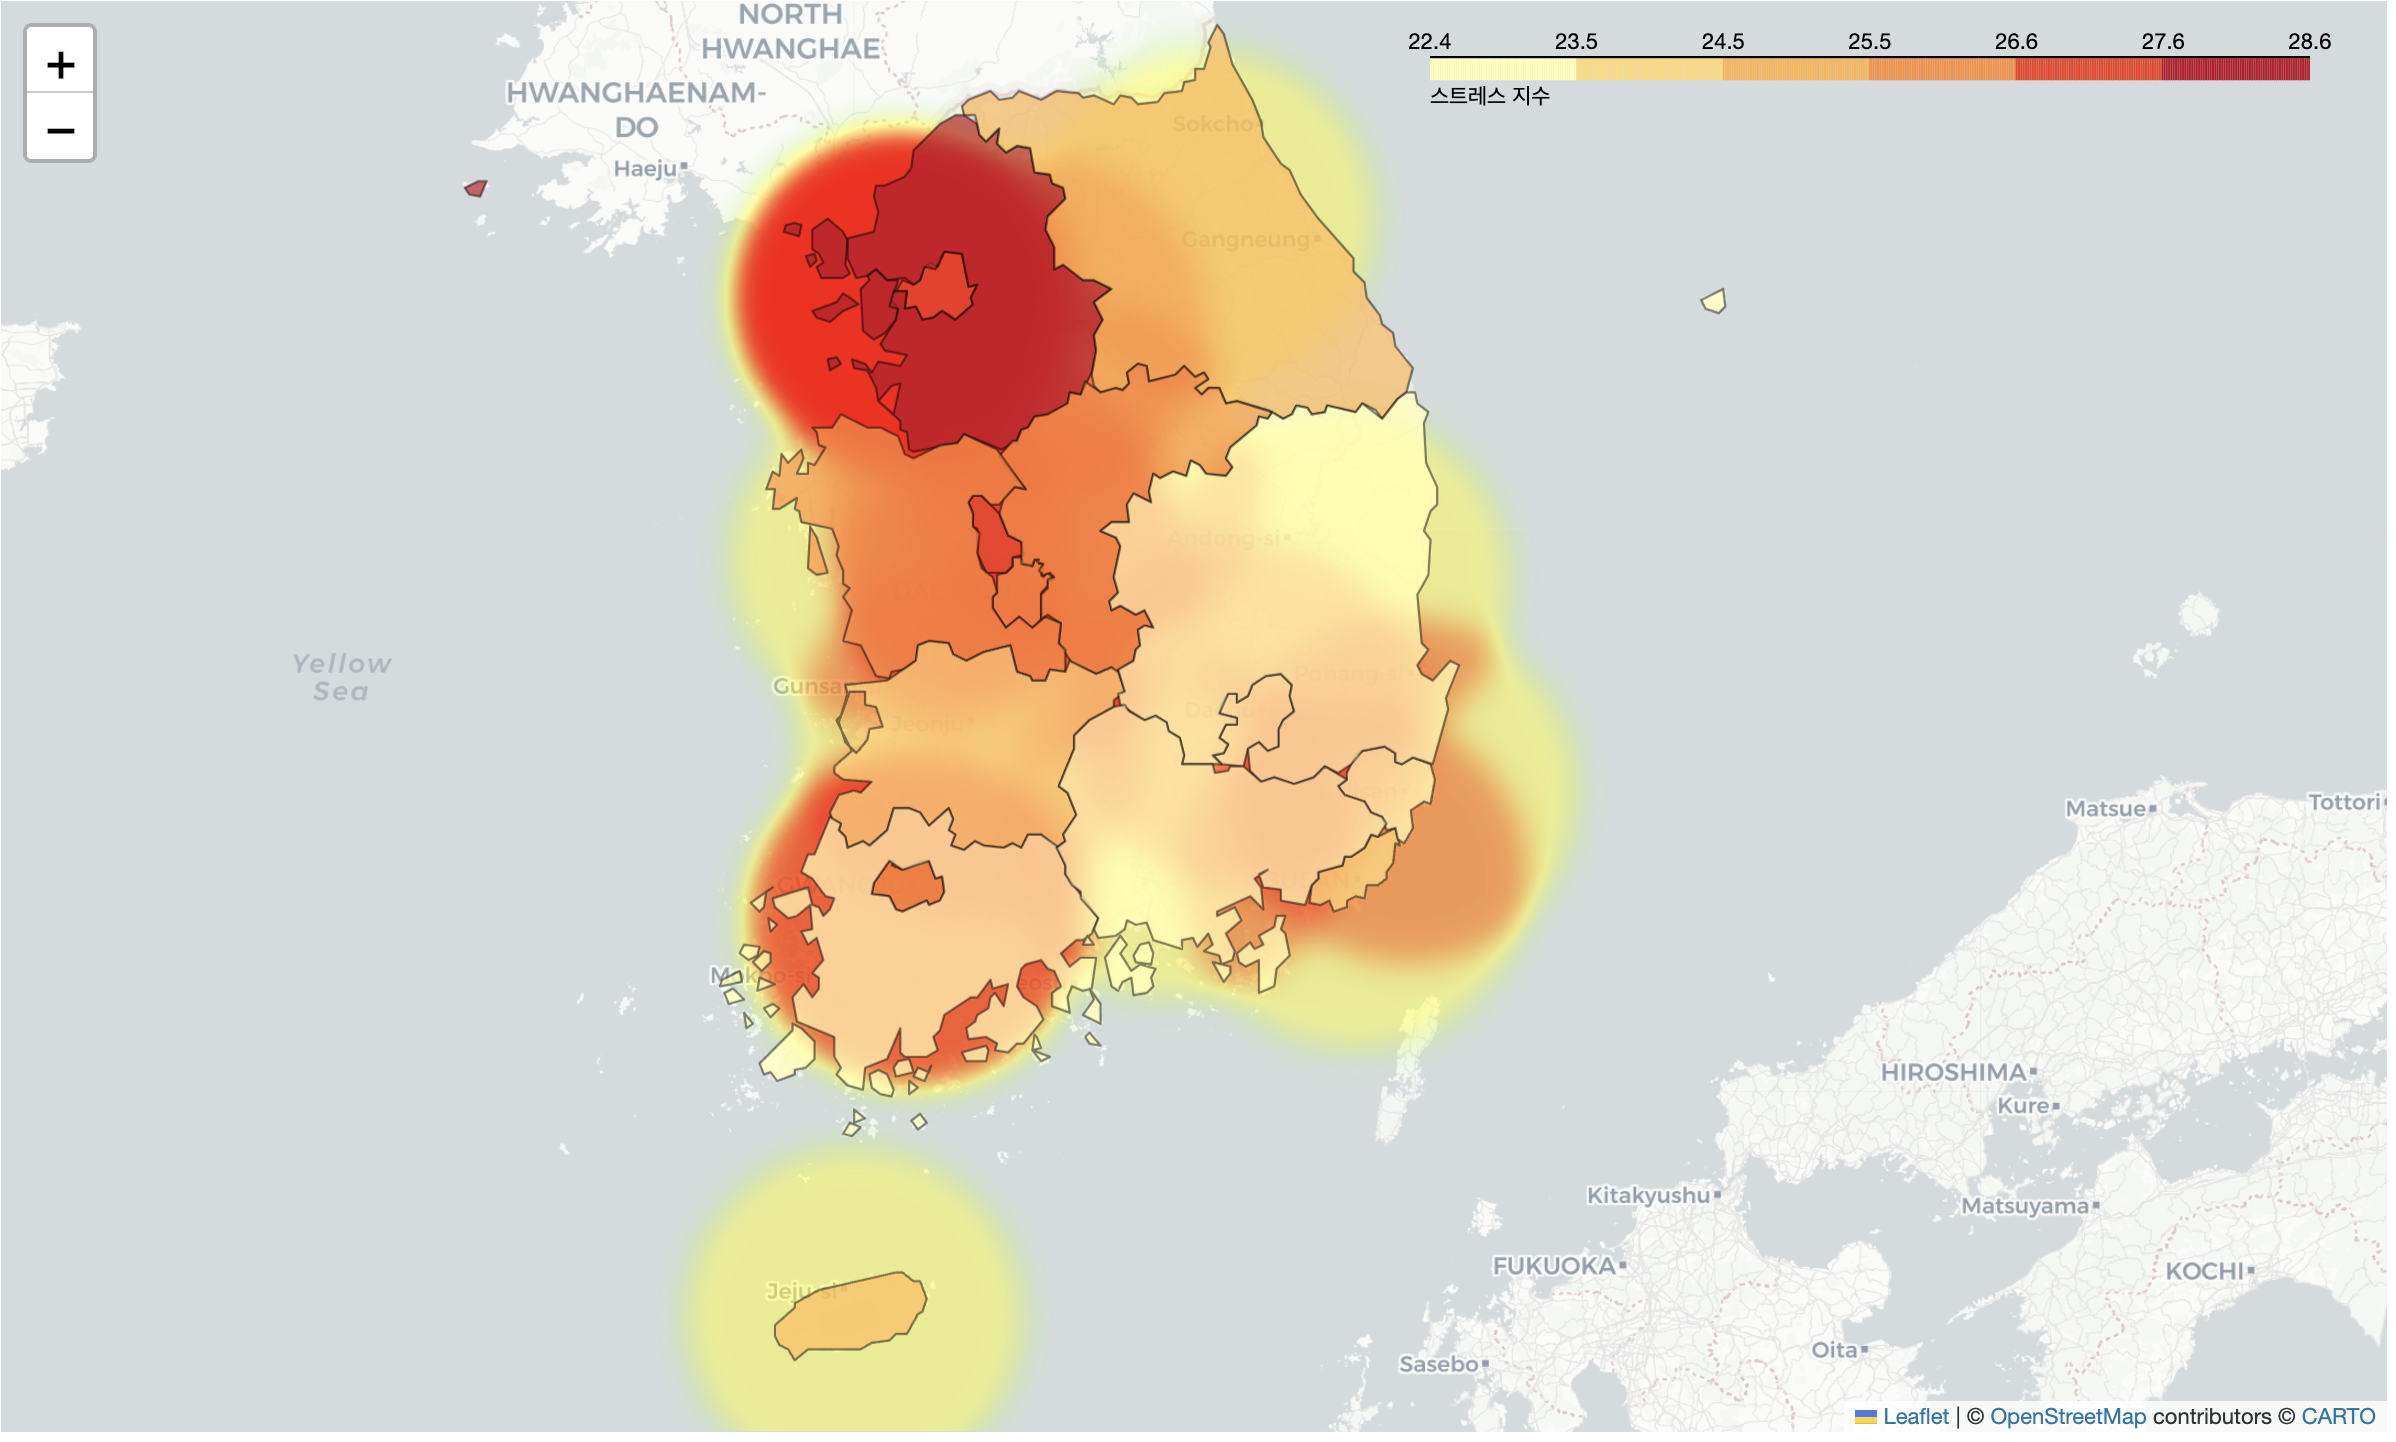 +
−
NORTH
HWANGHAE
HWANGHAENAM-
DO
Haeju
22.4 23.5 24.5 25.5 26.6 27.6 28.6
스트레스 지수
Sokcho
Gangneung
Andong-si
Yellow
Sea
Pohang-si
Jeonju
Matsue
Tottori
HIROSHIMA
Kure
Kitakyushu
Matsuyama
FUKUOKA
KOCHI
Jeju-si
Oita
Sasebo
Leaflet | © OpenStreetMap contributors © CARTO